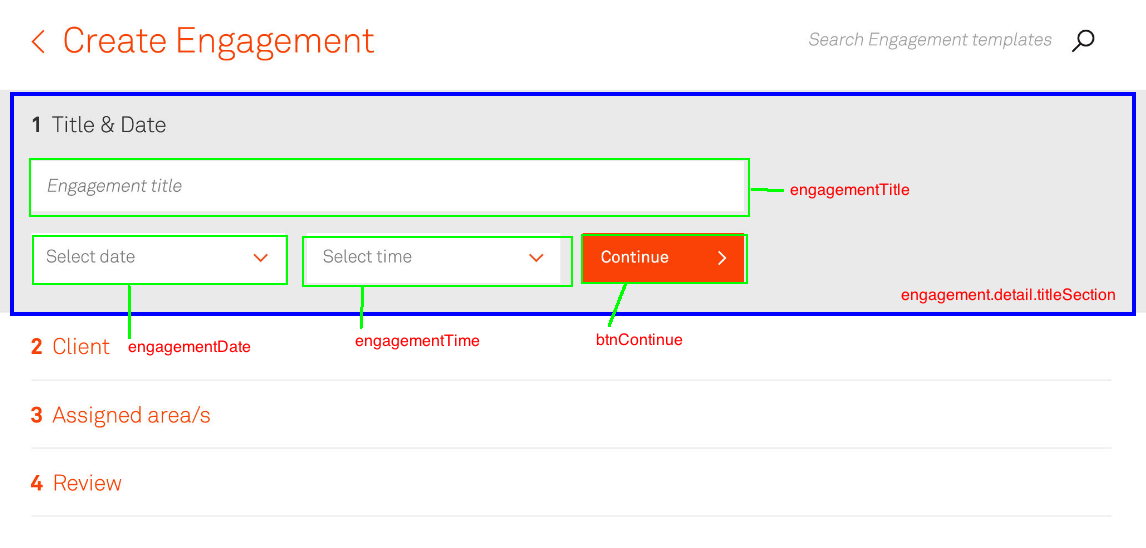 Create Engagement
Search Engagement templates
1 Title & Date
Engagement title
engagementTitle
Select date
Select time
Continue
engagement.detail.titleSection
engagementDate
engagementTime
btnContinue
2 Client
3 Assigned area/s
4 Review